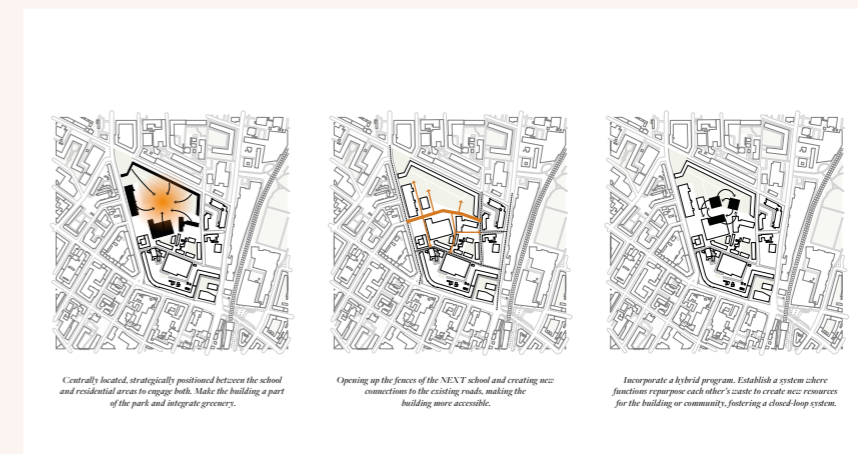 Centrally located, strategically positioned between the school
and residential areas to engage both. Make the building a part
of the park and integrate greenery.
Opening up the fences of the NEXT school and creating new
connections to the existing roads, making the
building more accessible.
Incorporate a hybrid program. Establish a system where
functions repurpose each other's waste to create new resources
for the building or community, fostering a closed-loop system.